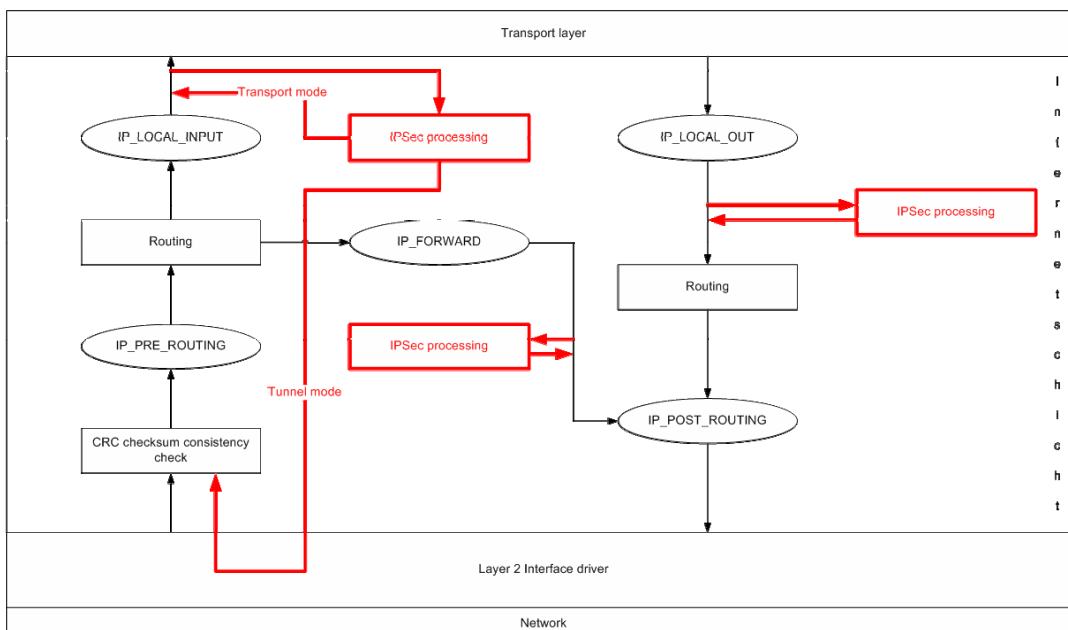 Transport layer
Transport mode
IP_LOCAL_INPUT
IPSec processing
IP_LOCAL_OUT
IPSec processing
Routing
IP_FORWARD
Routing
IP_PRE_ROUTING
IPSec processing
Tunnel mode
IP_POST_ROUTING
CRC checksum consistency
check
Internetschicht
Layer 2 Interface driver
Network